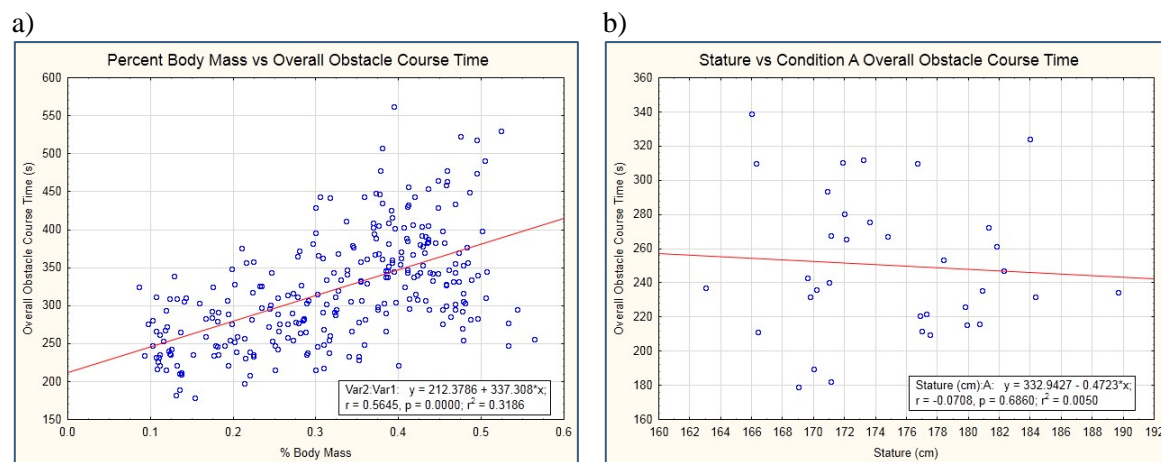 a)
Percent Body Mass vs Overall Obstacle Course Time
Overall Obstacle Course Time (s)
600
550
500
450
400
350
300
250
200
150
Var2:Var1: y = 212.3786 + 337.308*x;
r = 0.5645, p = 0.0000; r² = 0.3186
0.0 0.1 0.2 0.3 0.4 0.5 0.6
% Body Mass
b)
Stature vs Condition A Overall Obstacle Course Time
Overall Obstacle Course Time (s)
360
340
320
300
280
260
240
220
200
180
160
Stature (cm):A: y = 332.9427 - 0.4723*x;
r = -0.0708, p = 0.6860; r² = 0.0050
160 162 164 166 168 170 172 174 176 178 180 182 184 186 188 190 192
Stature (cm)